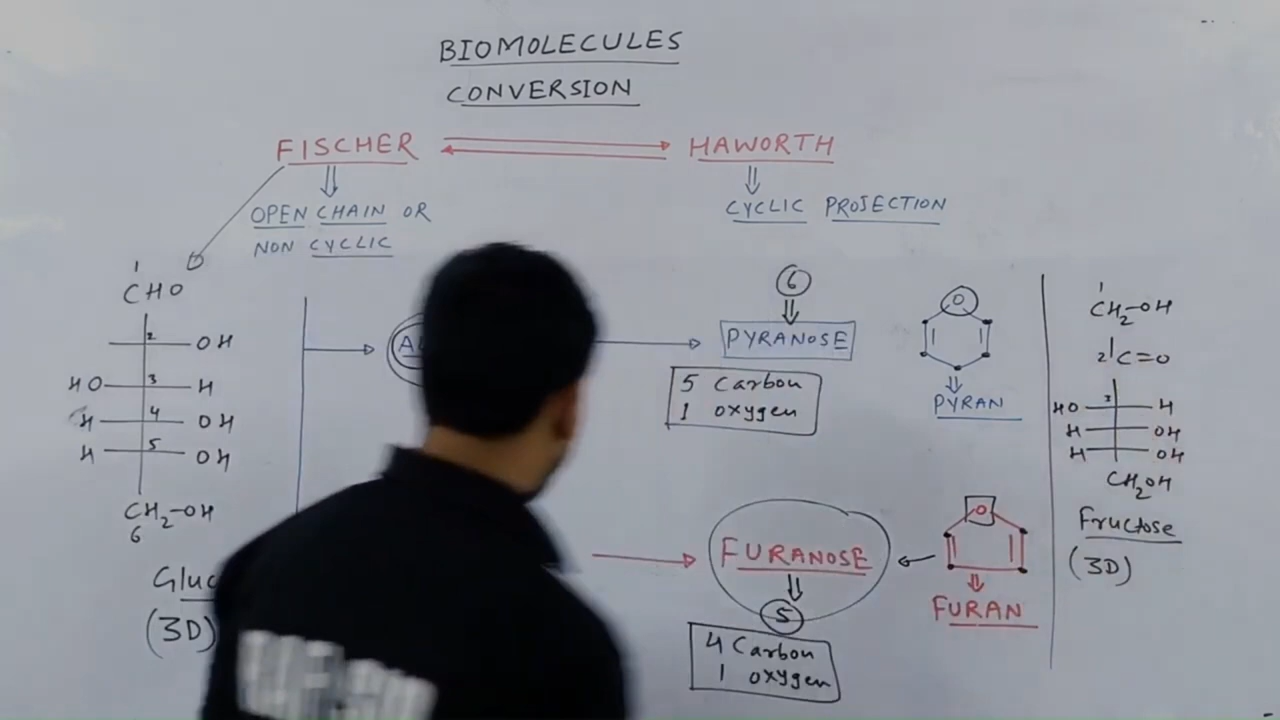 BIOMOLECULES
CONVERSION
FISCHER
HAWORTH
OPEN CHAIN OR
NON CYCLIC
CYCLIC PROJECTION
1
CHO
2 OH
HO 3 H
H 4 OH
H 5 OH
CH2-OH
6
Gluc
(3D)
6
PYRANOSE
5 Carbon
1 oxygen
O
PYRAN
FURANOSE
5
4 Carbon
1 oxygen
O
FURAN
1
CH2-OH
2 C=O
HO 3 H
H OH
H OH
CH2OH
Fructose
(3D)